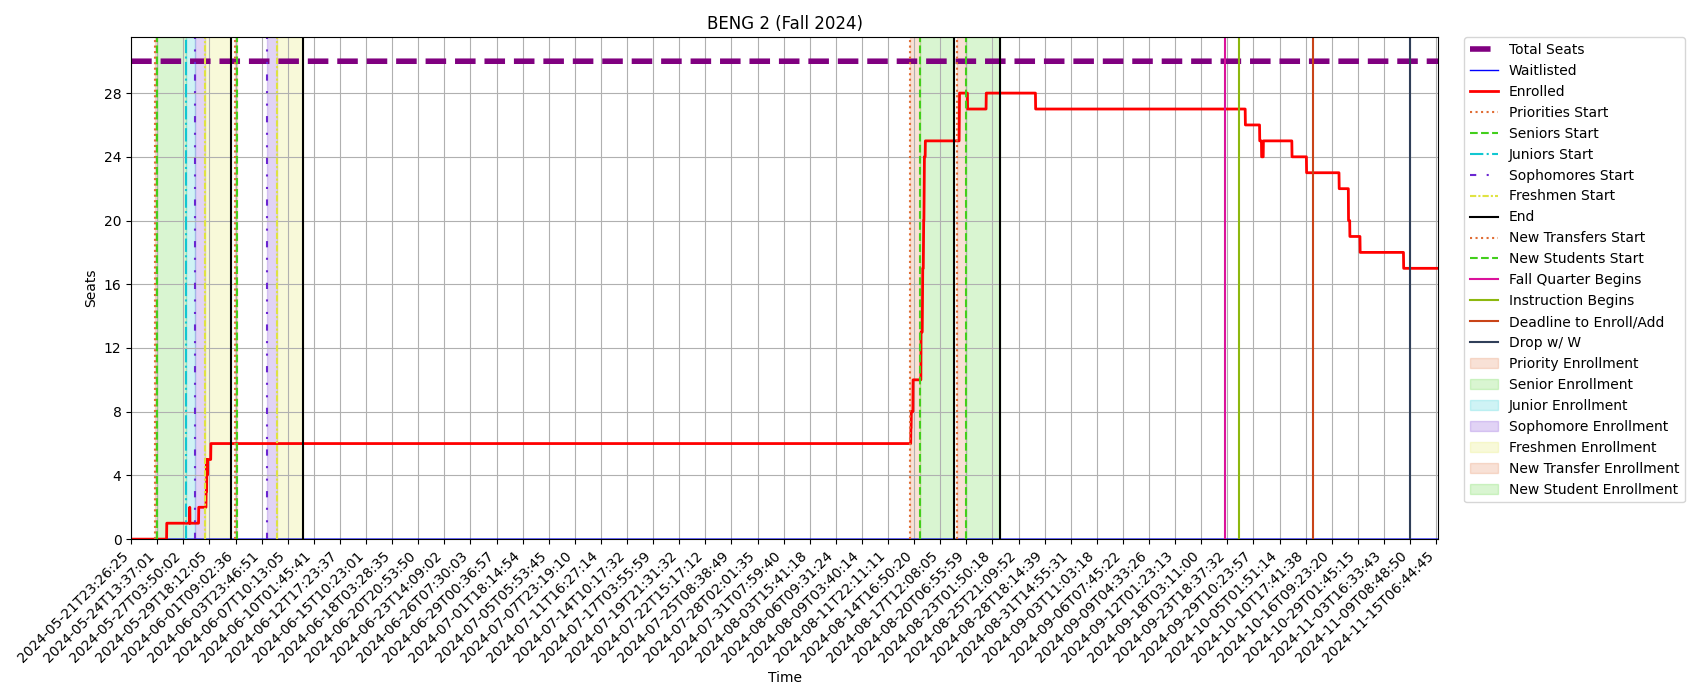 BENG 2 (Fall 2024)
Seats
28
24
20
16
12
8
4
0
2024-05-21T23:26:25
2024-05-24T13:37:01
2024-05-27T03:50:02
2024-05-29T18:12:05
2024-06-01T09:02:36
2024-06-03T23:46:51
2024-06-07T10:13:05
2024-06-10T01:45:41
2024-06-12T17:23:37
2024-06-15T10:23:01
2024-06-18T03:28:35
2024-06-20T20:53:50
2024-06-23T14:09:02
2024-06-26T07:30:03
2024-06-29T00:36:57
2024-07-01T18:14:54
2024-07-05T05:53:45
2024-07-07T23:19:10
2024-07-11T16:27:14
2024-07-14T10:17:32
2024-07-17T03:55:59
2024-07-19T21:31:32
2024-07-22T15:17:12
2024-07-25T08:38:49
2024-07-28T02:01:35
2024-07-31T07:59:40
2024-08-03T01:40:12
2024-08-06T09:31:24
2024-08-09T03:40:14
2024-08-11T22:11:11
2024-08-14T16:50:20
2024-08-17T12:08:05
2024-08-20T06:55:59
2024-08-23T01:50:18
2024-08-25T21:09:52
2024-08-28T18:14:39
2024-08-31T14:55:31
2024-09-03T11:03:18
2024-09-06T07:45:22
2024-09-09T04:33:26
2024-09-12T01:23:13
2024-09-18T03:11:00
2024-09-23T18:37:32
2024-09-29T10:23:57
2024-10-05T01:51:14
2024-10-10T17:41:38
2024-10-16T09:23:20
2024-10-29T01:45:15
2024-11-03T16:33:43
2024-11-09T08:48:50
2024-11-15T06:44:45
Time
Total Seats
Waitlisted
Enrolled
Priorities Start
Seniors Start
Juniors Start
Sophomores Start
Freshmen Start
End
New Transfers Start
New Students Start
Fall Quarter Begins
Instruction Begins
Deadline to Enroll/Add
Drop w/ W
Priority Enrollment
Senior Enrollment
Junior Enrollment
Sophomore Enrollment
Freshmen Enrollment
New Transfer Enrollment
New Student Enrollment